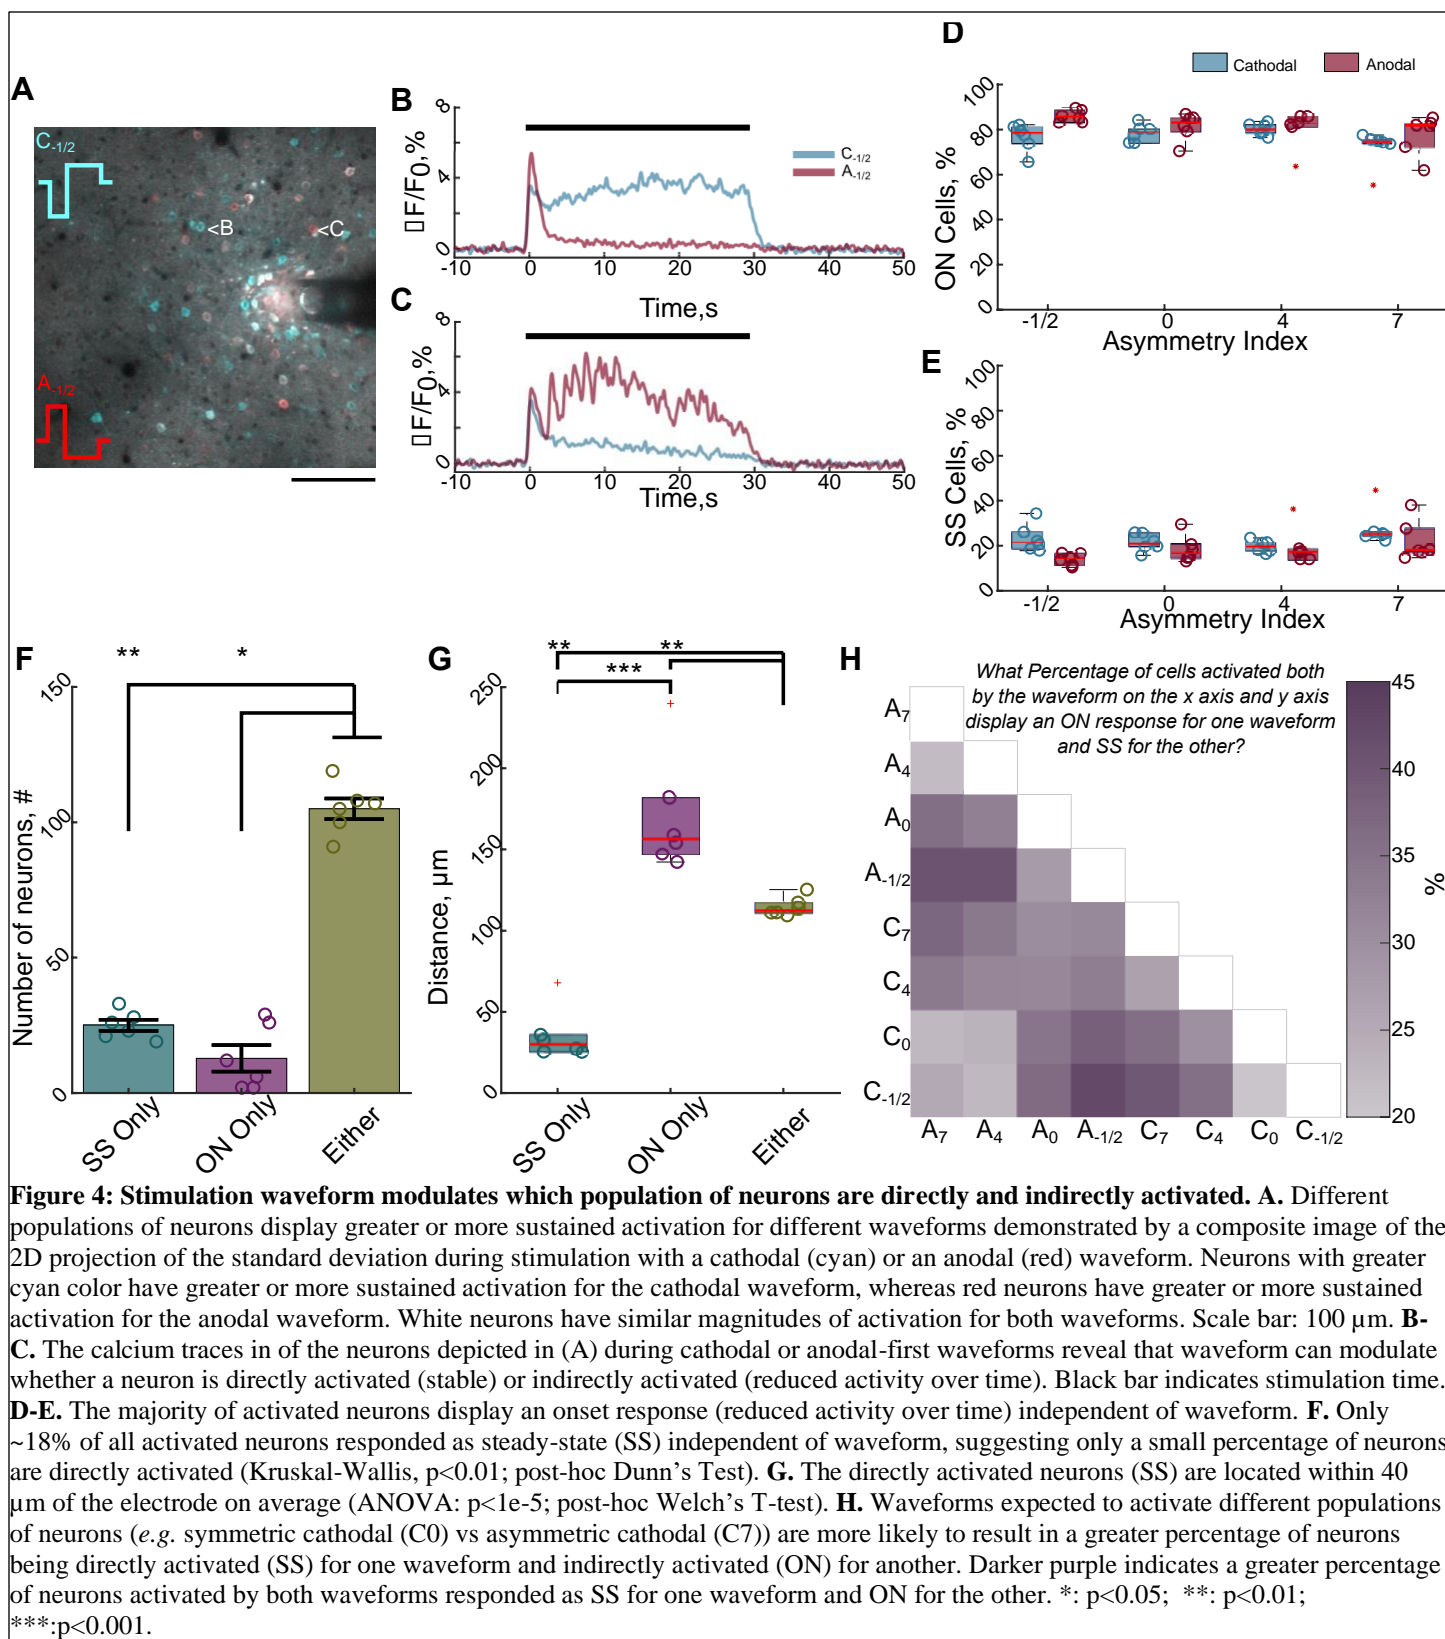 A
C-1/2
<B
<C
A-1/2
B
8
4
0
▯F/F0,%
C-1/2
A-1/2
-10 0 10 20 30 40 50
Time,s
C
8
4
0
▯F/F0,%
-10 0 10 20 30 40 50
Time,s
D
Cathodal
Anodal
100
80
60
40
20
0
ON Cells, %
-1/2 0 4 7
Asymmetry Index
E
100
80
60
40
20
0
SS Cells, %
-1/2 0 4 7
Asymmetry Index
F
** *
150
100
50
0
Number of neurons, #
SS Only
ON Only
Either
G
** **
***
250
200
150
100
50
0
Distance, µm
SS Only
ON Only
Either
H
What Percentage of cells activated both
by the waveform on the x axis and y axis
display an ON response for one waveform
and SS for the other?
A7
A4
A0
A-1/2
C7
C4
C0
C-1/2
A7 A4 A0 A-1/2 C7 C4 C0 C-1/2
45
40
35
30
25
20
%
Figure 4: Stimulation waveform modulates which population of neurons are directly and indirectly activated. A. Different
populations of neurons display greater or more sustained activation for different waveforms demonstrated by a composite image of the
2D projection of the standard deviation during stimulation with a cathodal (cyan) or an anodal (red) waveform. Neurons with greater
cyan color have greater or more sustained activation for the cathodal waveform, whereas red neurons have greater or more sustained
activation for the anodal waveform. White neurons have similar magnitudes of activation for both waveforms. Scale bar: 100 µm. B-
C. The calcium traces in of the neurons depicted in (A) during cathodal or anodal-first waveforms reveal that waveform can modulate
whether a neuron is directly activated (stable) or indirectly activated (reduced activity over time). Black bar indicates stimulation time.
D-E. The majority of activated neurons display an onset response (reduced activity over time) independent of waveform. F. Only
~18% of all activated neurons responded as steady-state (SS) independent of waveform, suggesting only a small percentage of neurons
are directly activated (Kruskal-Wallis, p<0.01; post-hoc Dunn's Test). G. The directly activated neurons (SS) are located within 40
µm of the electrode on average (ANOVA: p<1e-5; post-hoc Welch's T-test). H. Waveforms expected to activate different populations
of neurons (e.g. symmetric cathodal (C0) vs asymmetric cathodal (C7)) are more likely to result in a greater percentage of neurons
being directly activated (SS) for one waveform and indirectly activated (ON) for another. Darker purple indicates a greater percentage
of neurons activated by both waveforms responded as SS for one waveform and ON for the other. *: p<0.05; **: p<0.01;
***:p<0.001.